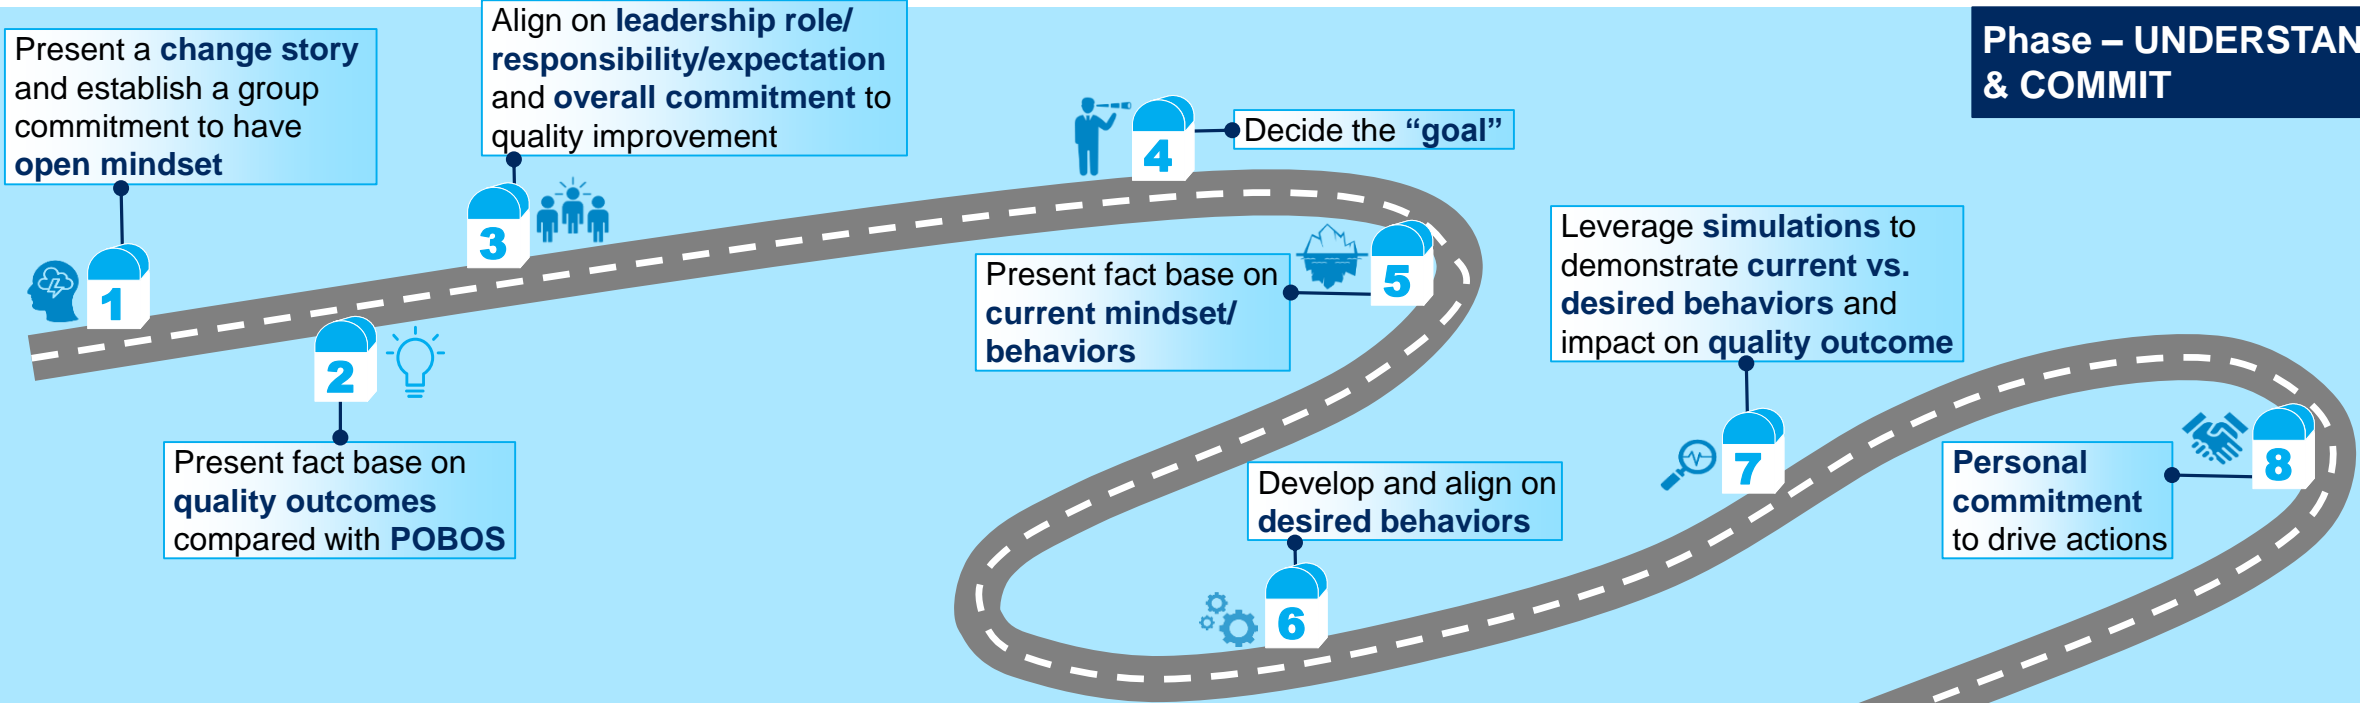 Phase – UNDERSTAN
& COMMIT
Present a change story
and establish a group
commitment to have
open mindset
1
2
Present fact base on
quality outcomes
compared with POBOS
Align on leadership role/
responsibility/expectation
and overall commitment to
quality improvement
3
4
Decide the “goal”
Present fact base on
current mindset/
behaviors
5
Develop and align on
desired behaviors
6
Leverage simulations to
demonstrate current vs.
desired behaviors and
impact on quality outcome
7
Personal
commitment
to drive actions
8